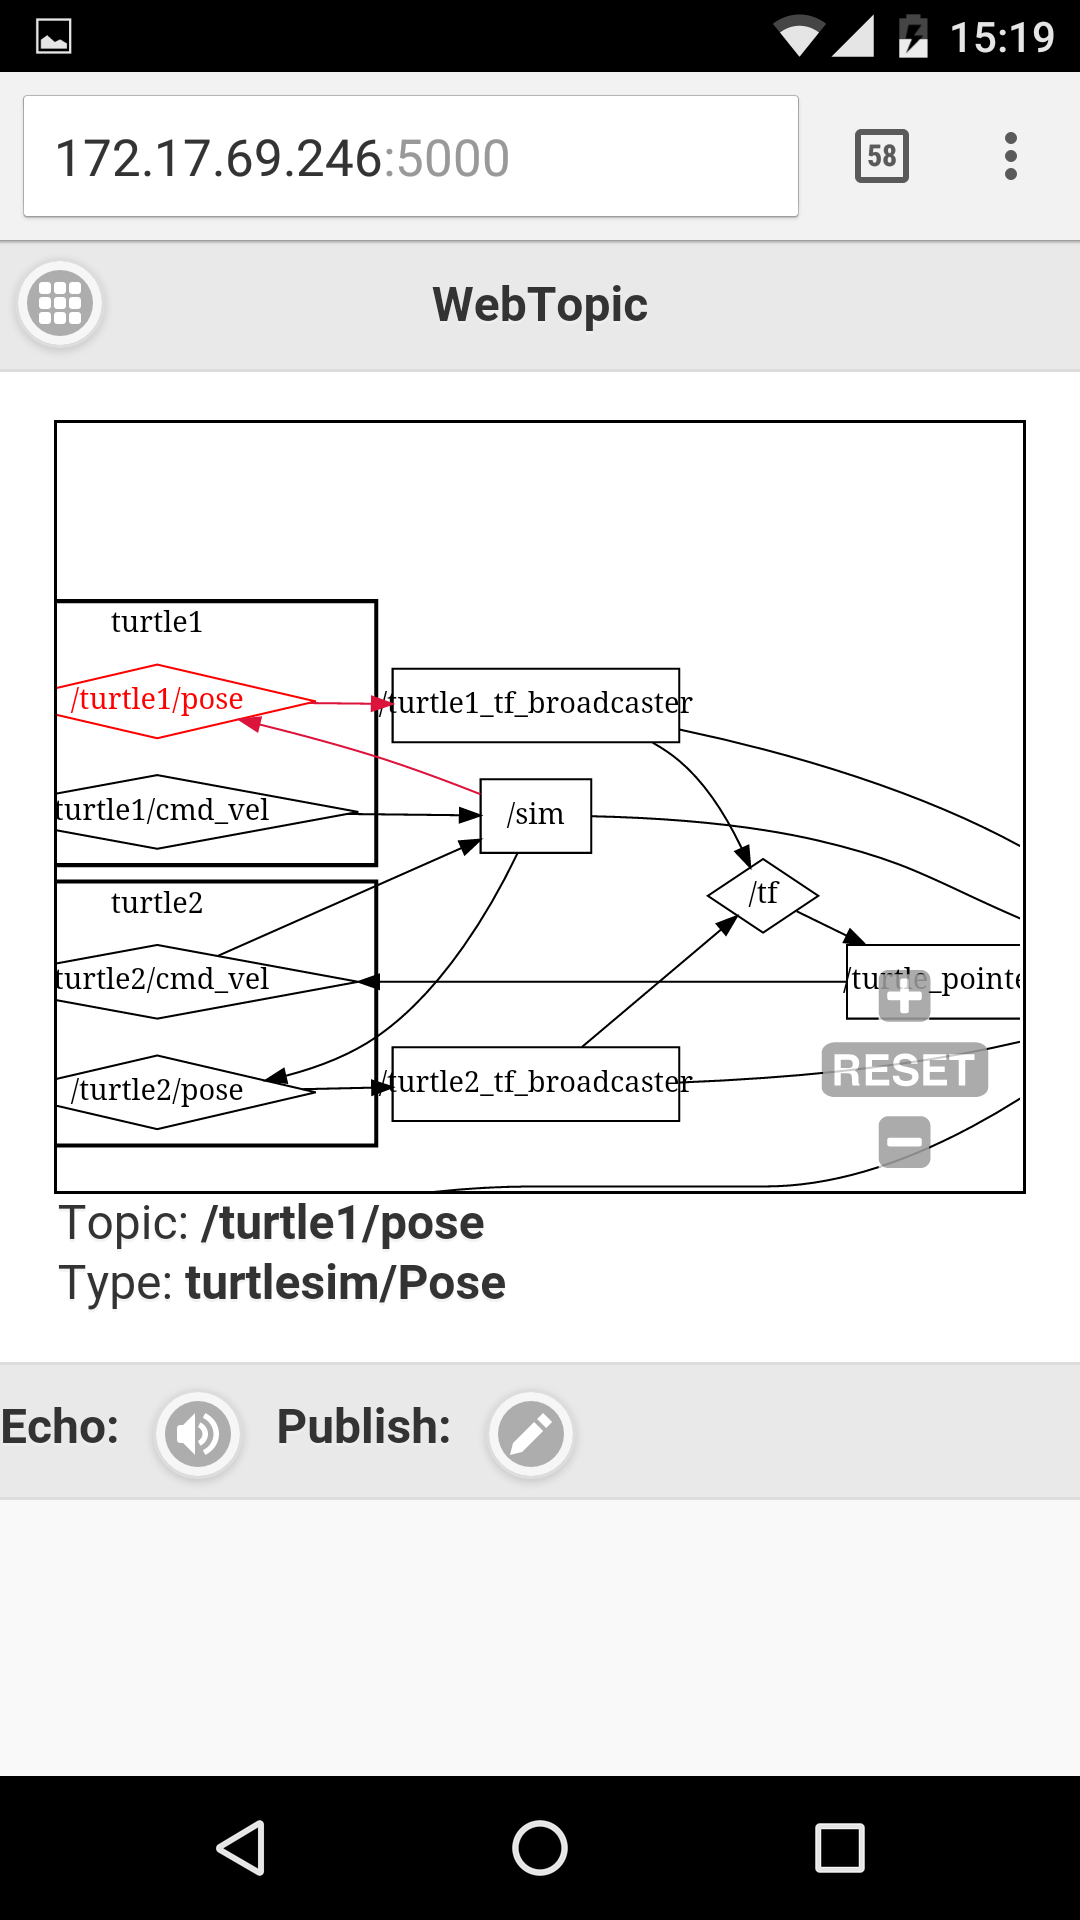 15:19
172.17.69.246:5000
58
WebTopic
turtle1
/turtle1/pose
/turtle1_tf_broadcaster
turtle1/cmd_vel
/sim
turtle2
/tf
turtle2/cmd_vel
/turtle_pointe
RESET
/turtle2/pose
/turtle2_tf_broadcaster
Topic: /turtle1/pose
Type: turtlesim/Pose
Echo:
Publish: